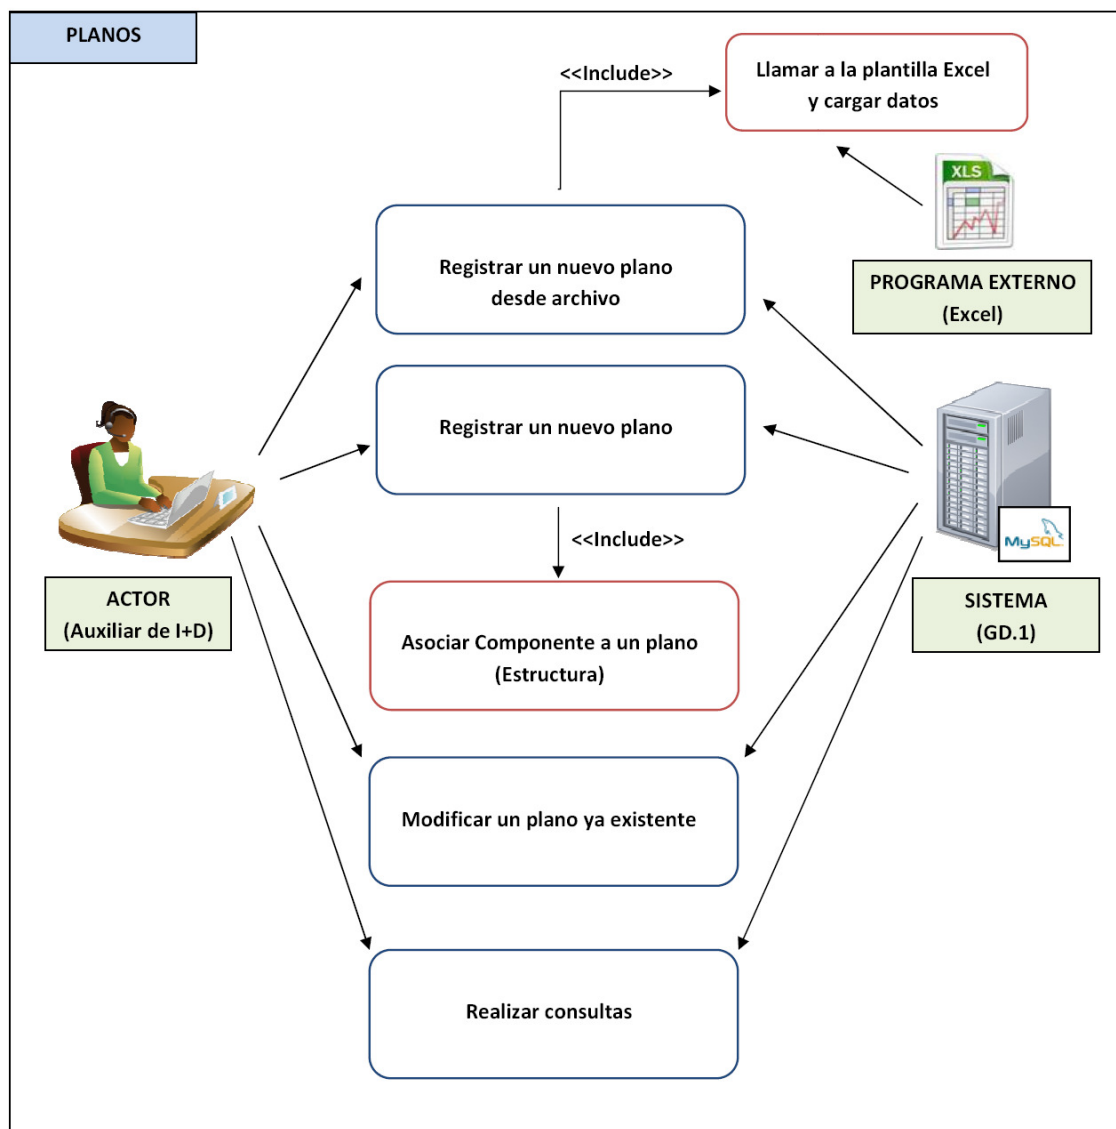 PLANOS
<<Include>>
Llamar a la plantilla Excel
y cargar datos
XLS
Registrar un nuevo plano
desde archivo
PROGRAMA EXTERNO
(Excel)
Registrar un nuevo plano
MySQL
<<Include>>
ACTOR
(Auxiliar de I+D)
SISTEMA
(GD.1)
Asociar Componente a un plano
(Estructura)
Modificar un plano ya existente
Realizar consultas